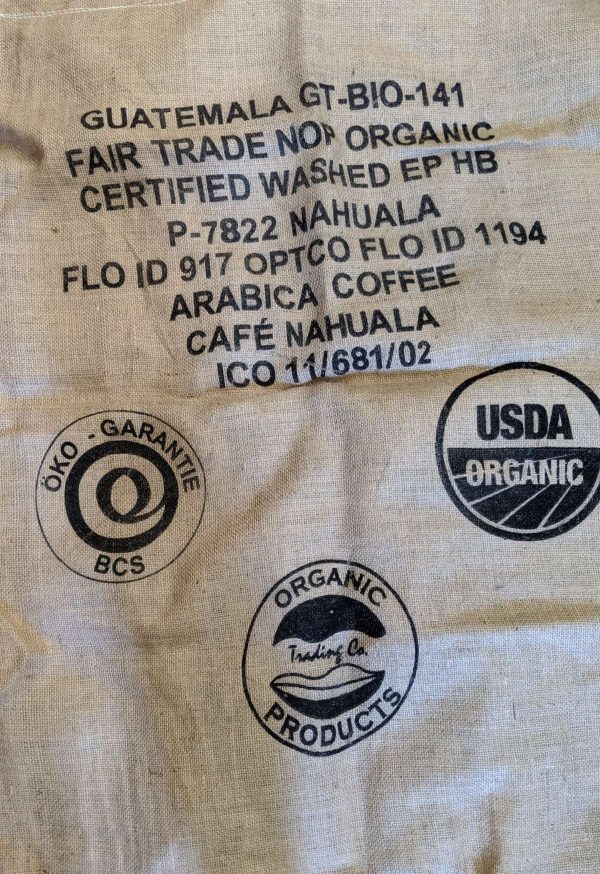 GUATEMALA GT-BIO-141
FAIR TRADE NOP ORGANIC
CERTIFIED WASHED EP HB
P-7822 NAHUALA
FLO ID 917 OPTCO FLO ID 1194
ARABICA COFFEE
CAFÉ NAHUALA
ICO 11/681/02
ÖKO - GARANTIE
BCS
USDA
ORGANIC
ORGANIC
Trading Co.
PRODUCTS